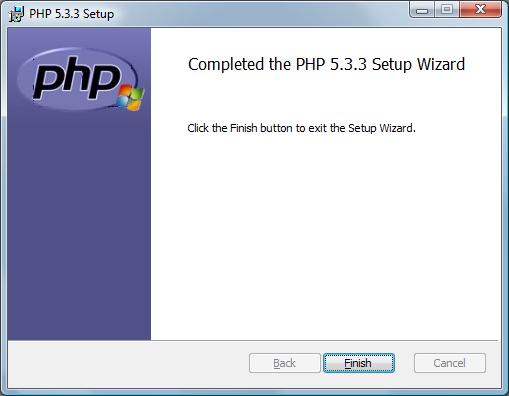 PHP 5.3.3 Setup
php
Completed the PHP 5.3.3 Setup Wizard
Click the Finish button to exit the Setup Wizard.
Back Finish Cancel